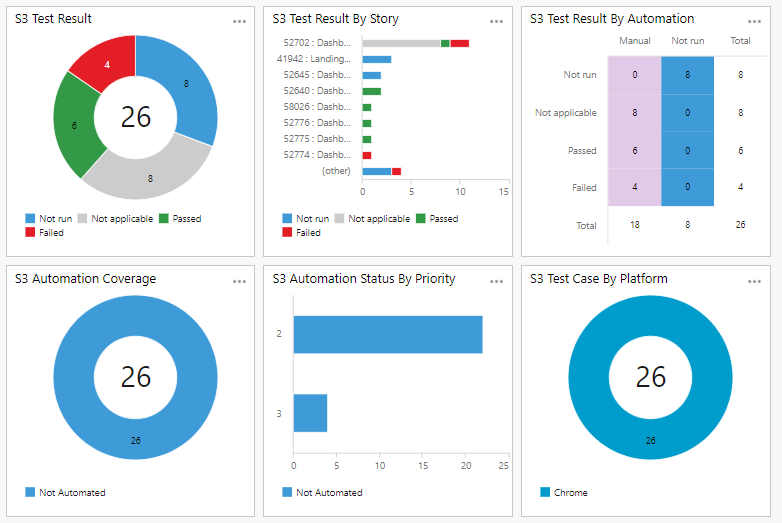 S3 Test Result
4
8
6
26
8
Not run Not applicable Passed
Failed
S3 Test Result By Story
52702 : Dashb...
41942 : Landing...
52645 : Dashb...
52640 : Dashb...
58026 : Dashb...
52776 : Dashb...
52775 : Dashb...
52774 : Dashb...
(other)
0 5 10 15
Not run Not applicable Passed
Failed
S3 Test Result By Automation
Manual Not run Total
Not run 0 8 8
Not applicable 8 0 8
Passed 6 0 6
Failed 4 0 4
Total 18 8 26
S3 Automation Coverage
26
26
Not Automated
S3 Automation Status By Priority
2
3
0 5 10 15 20 25
Not Automated
S3 Test Case By Platform
26
26
Chrome